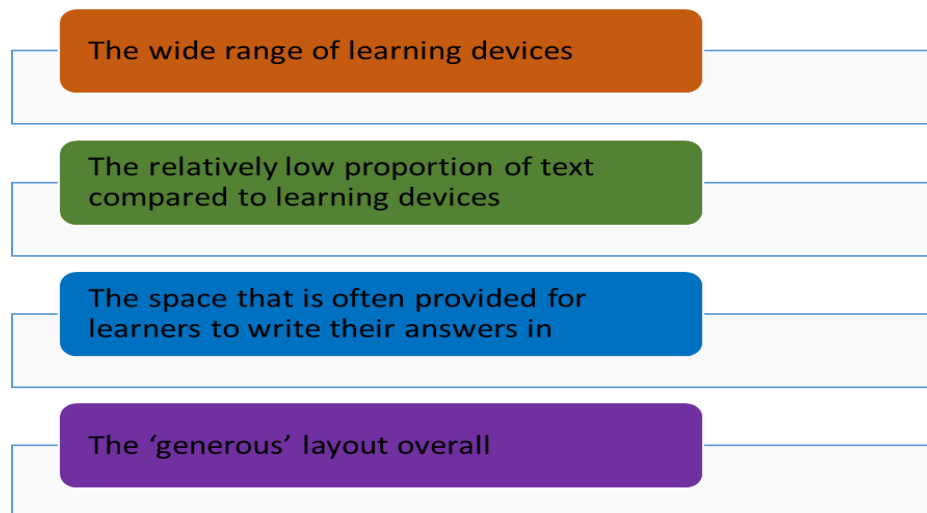 The wide range of learning devices
The relatively low proportion of text
compared to learning devices
The space that is often provided for
learners to write their answers in
The ‘generous’ layout overall